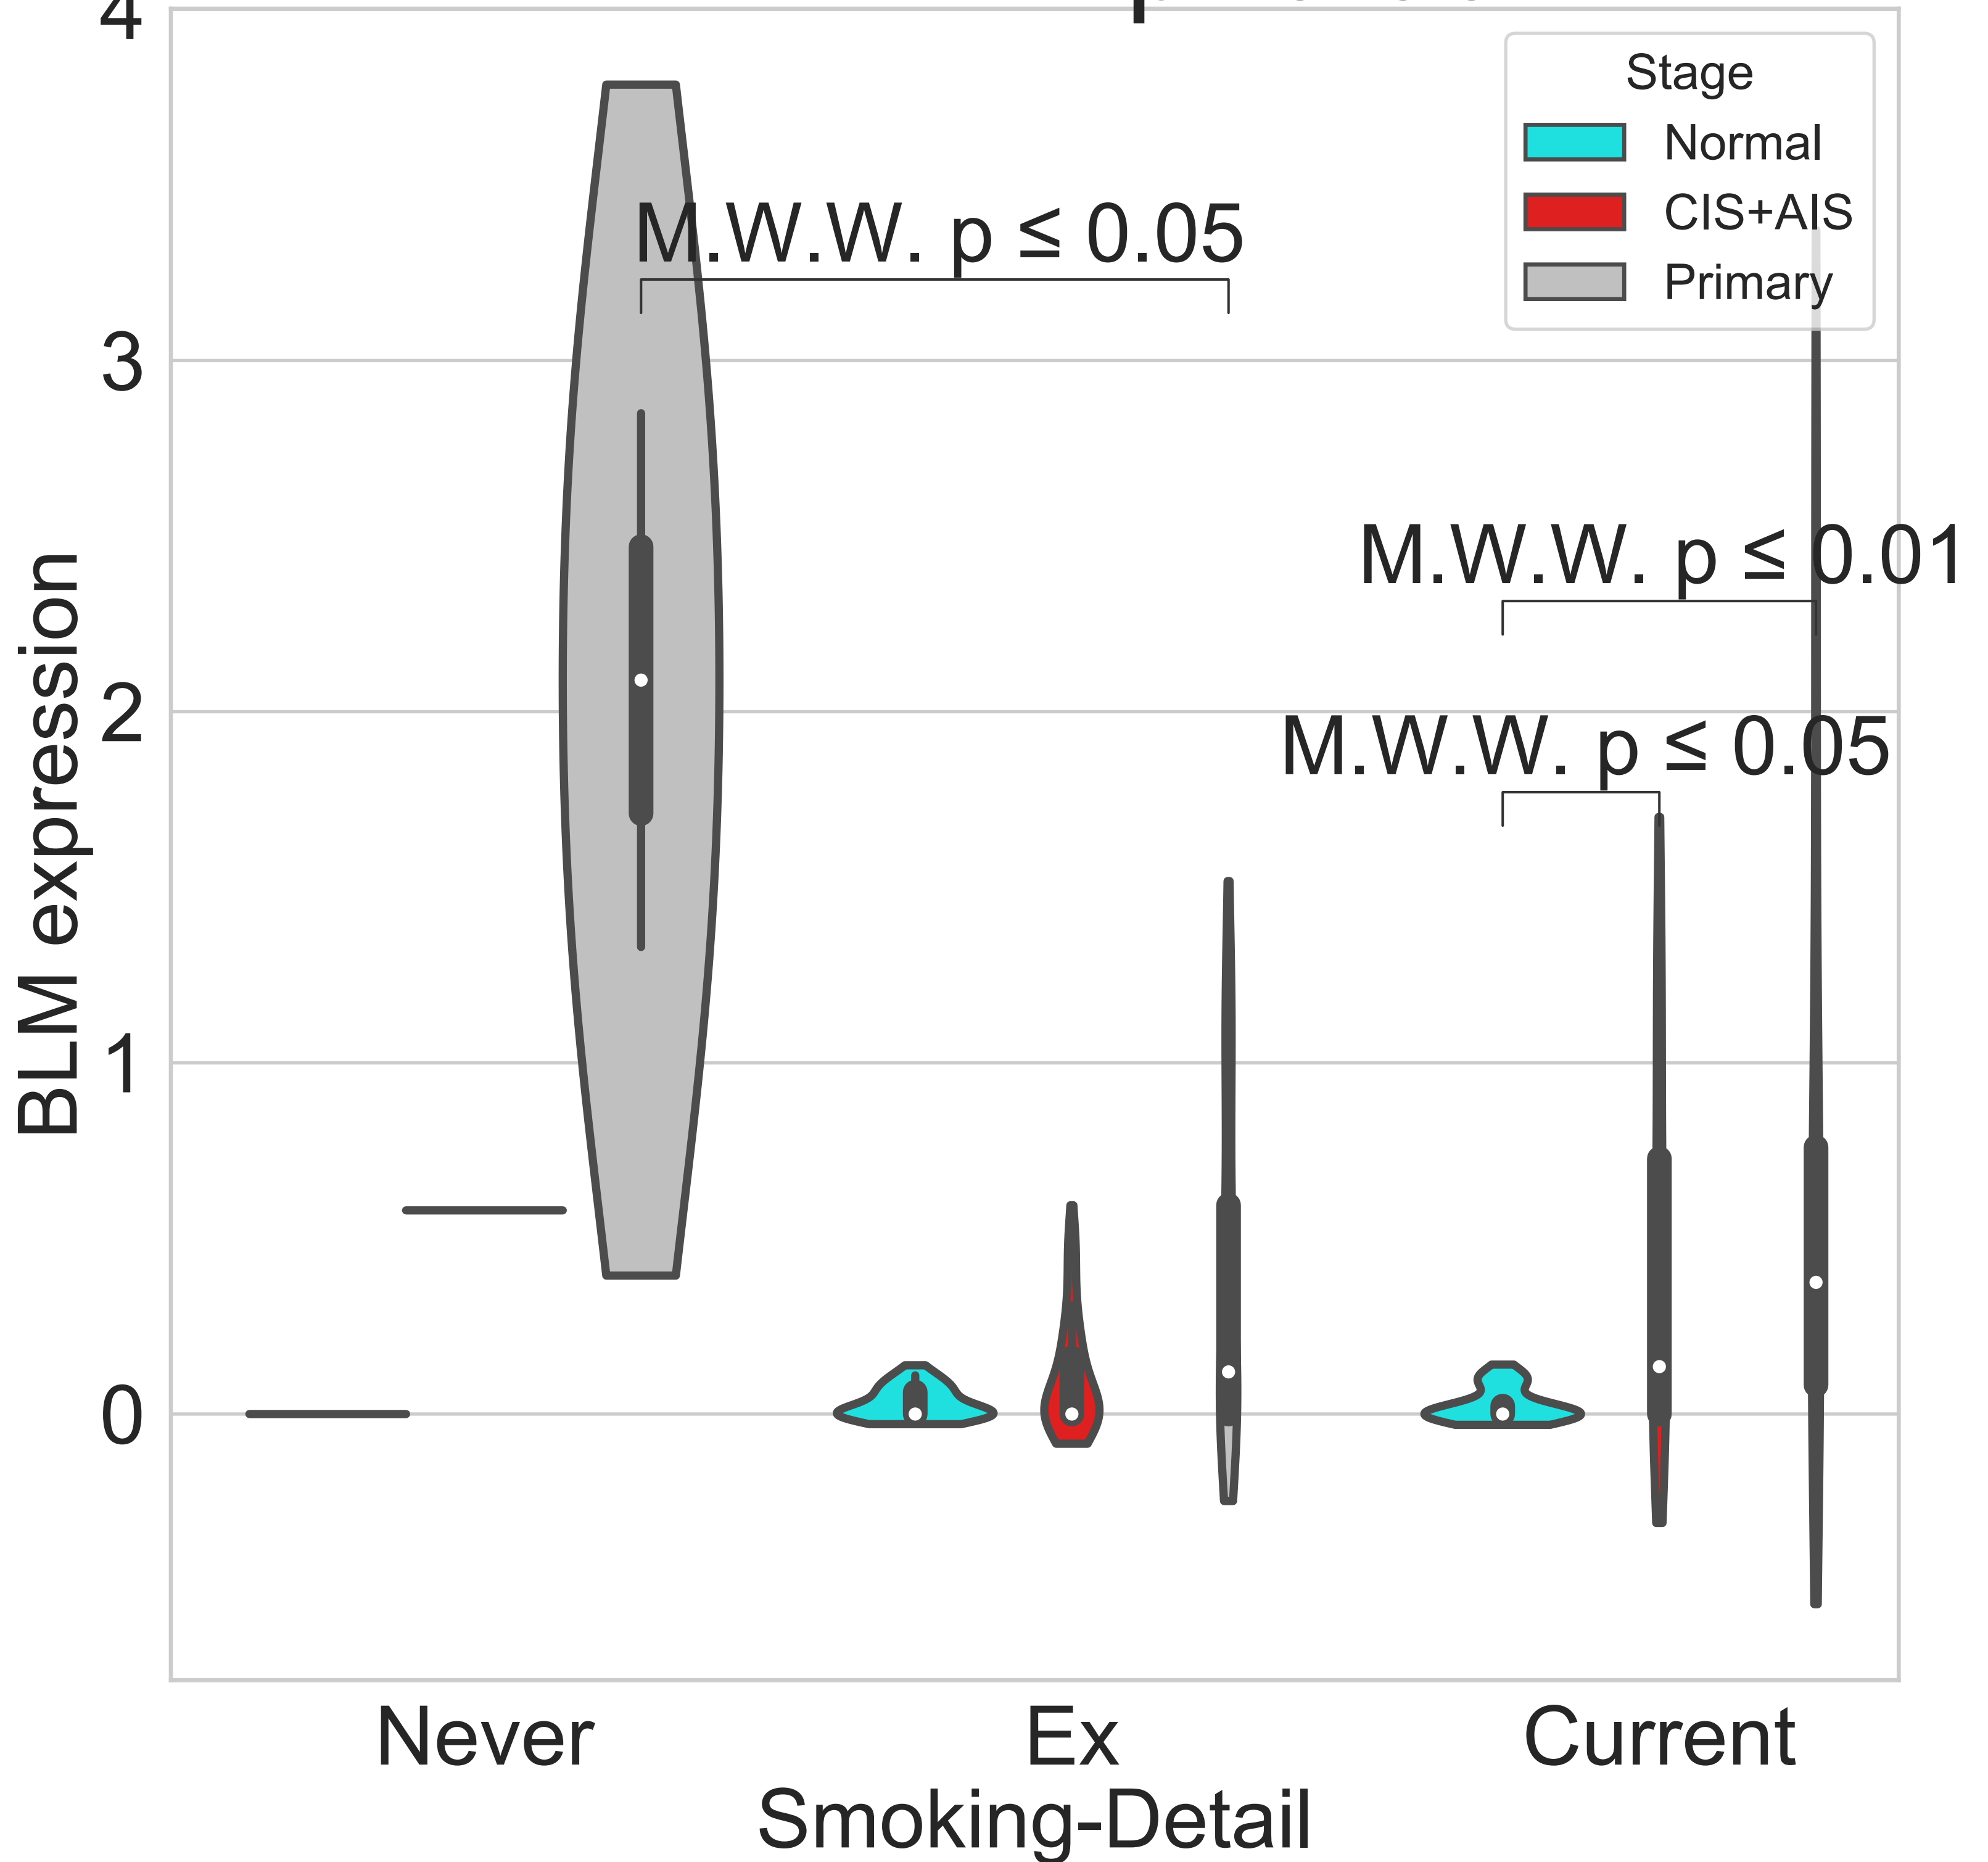 4
Stage
Normal
CIS+AIS
Primary
M.W.W. p ≤ 0.05
3
M.W.W. p ≤ 0.01
2
M.W.W. p ≤ 0.05
1
0
BLM expression
Never
Ex
Current
Smoking-Detail